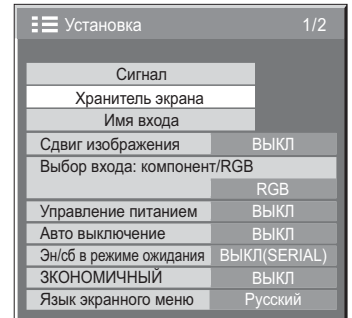 Установка 1/2
Сигнал
Хранитель экрана
Имя входа
Сдвиг изображения ВЫКЛ
Выбор входа: компонент/RGB
RGB
Управление питанием ВЫКЛ
Авто выключение ВЫКЛ
Эн/сб в режиме ожидания ВЫКЛ(SERIAL)
ЗКОНОМИЧНЫЙ ВЫКЛ
Язык экранного меню Русский